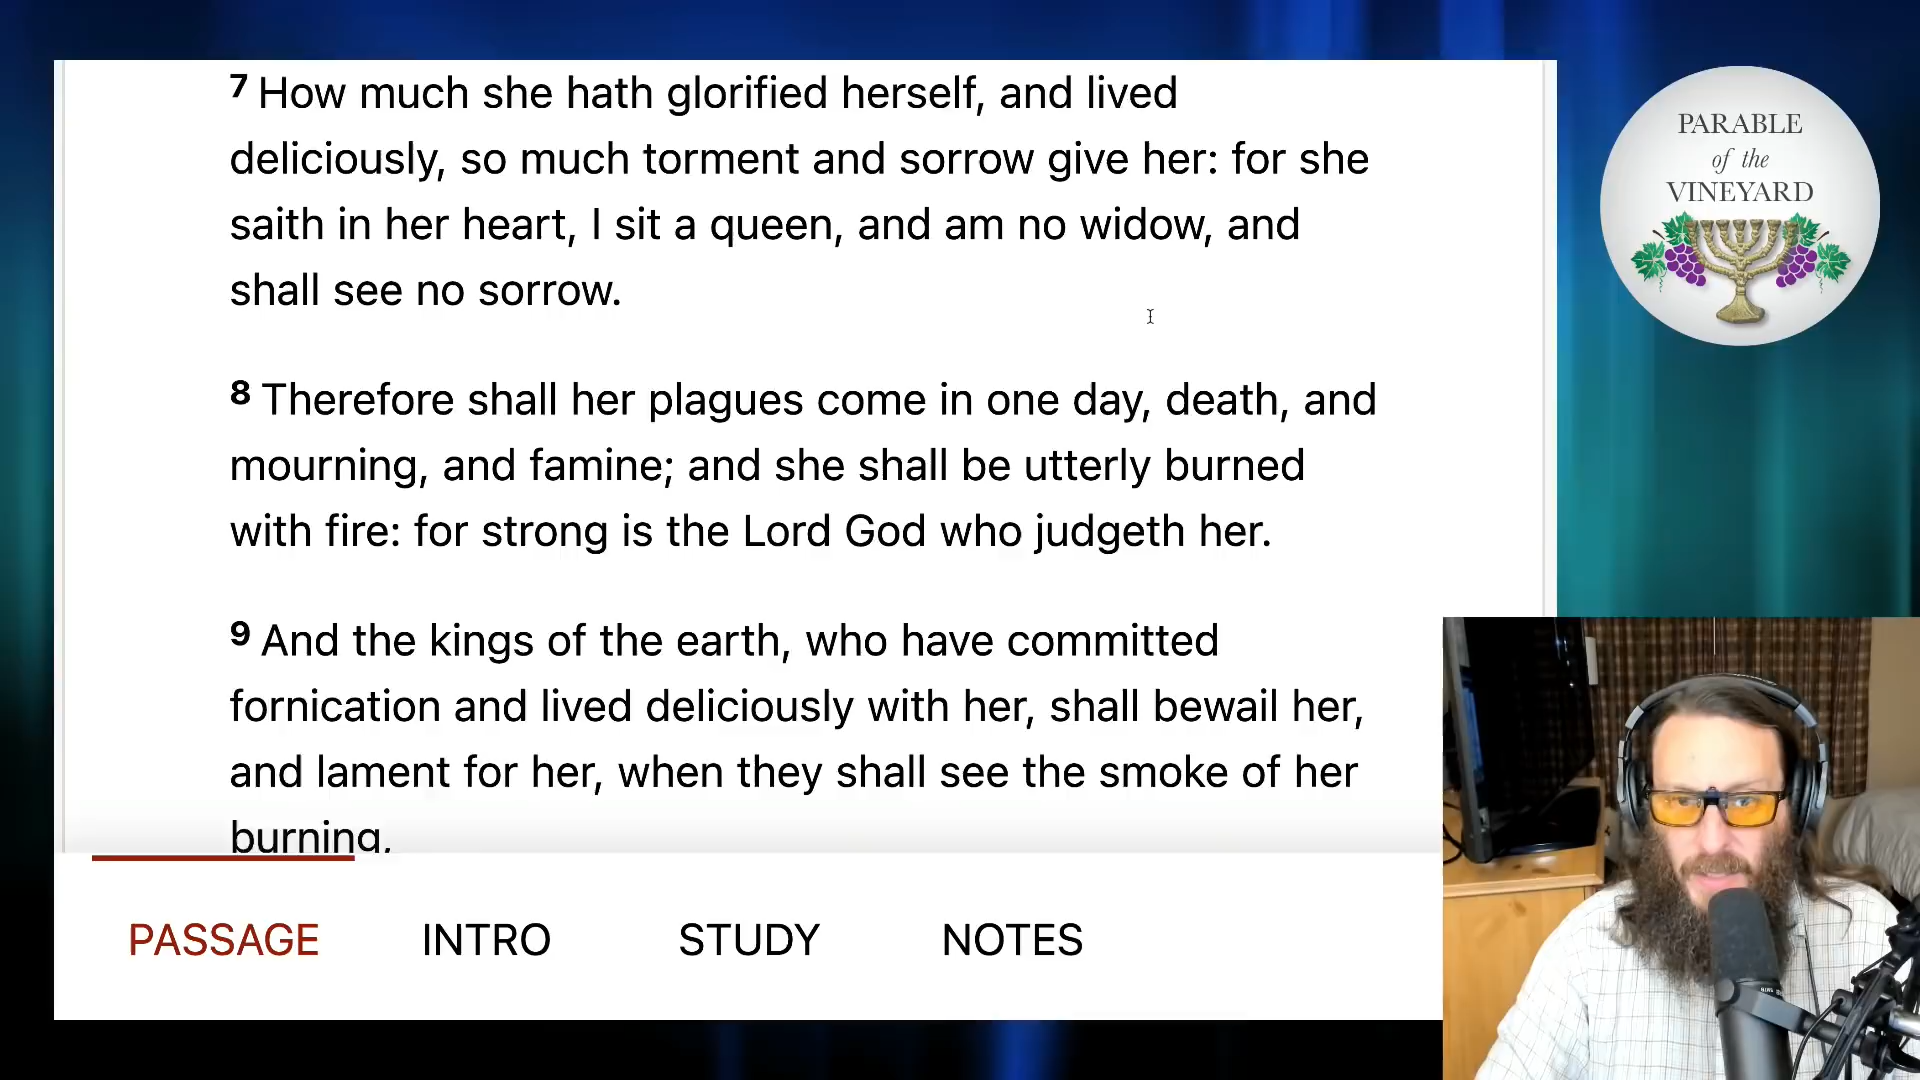 7 How much she hath glorified herself, and lived
deliciously, so much torment and sorrow give her: for she
saith in her heart, I sit a queen, and am no widow, and
shall see no sorrow.
8 Therefore shall her plagues come in one day, death, and
mourning, and famine; and she shall be utterly burned
with fire: for strong is the Lord God who judgeth her.
9 And the kings of the earth, who have committed
fornication and lived deliciously with her, shall bewail her,
and lament for her, when they shall see the smoke of her
burning,
PASSAGE INTRO STUDY NOTES
PARABLE
of the
VINEYARD